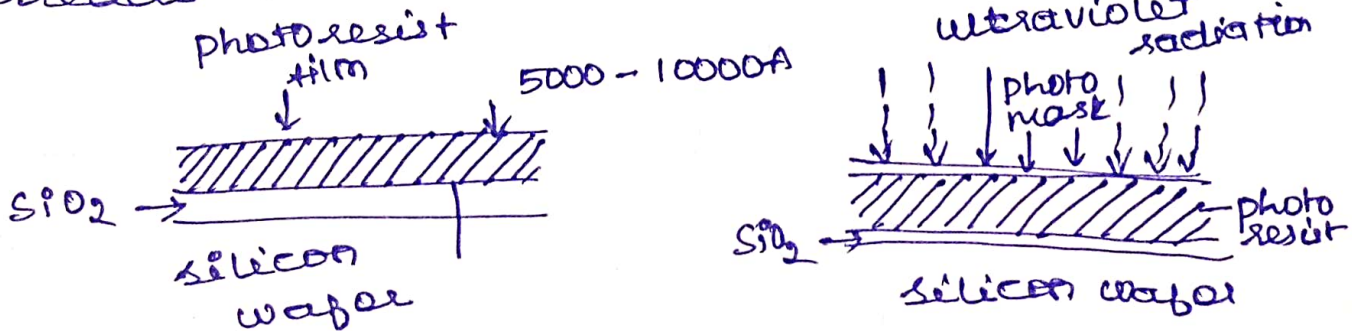 photoresist
film
5000 - 10000A
SiO2
silicon
wafer
ultraviolet
radiation
photo
mask
photo
resist
SiO2
silicon wafer